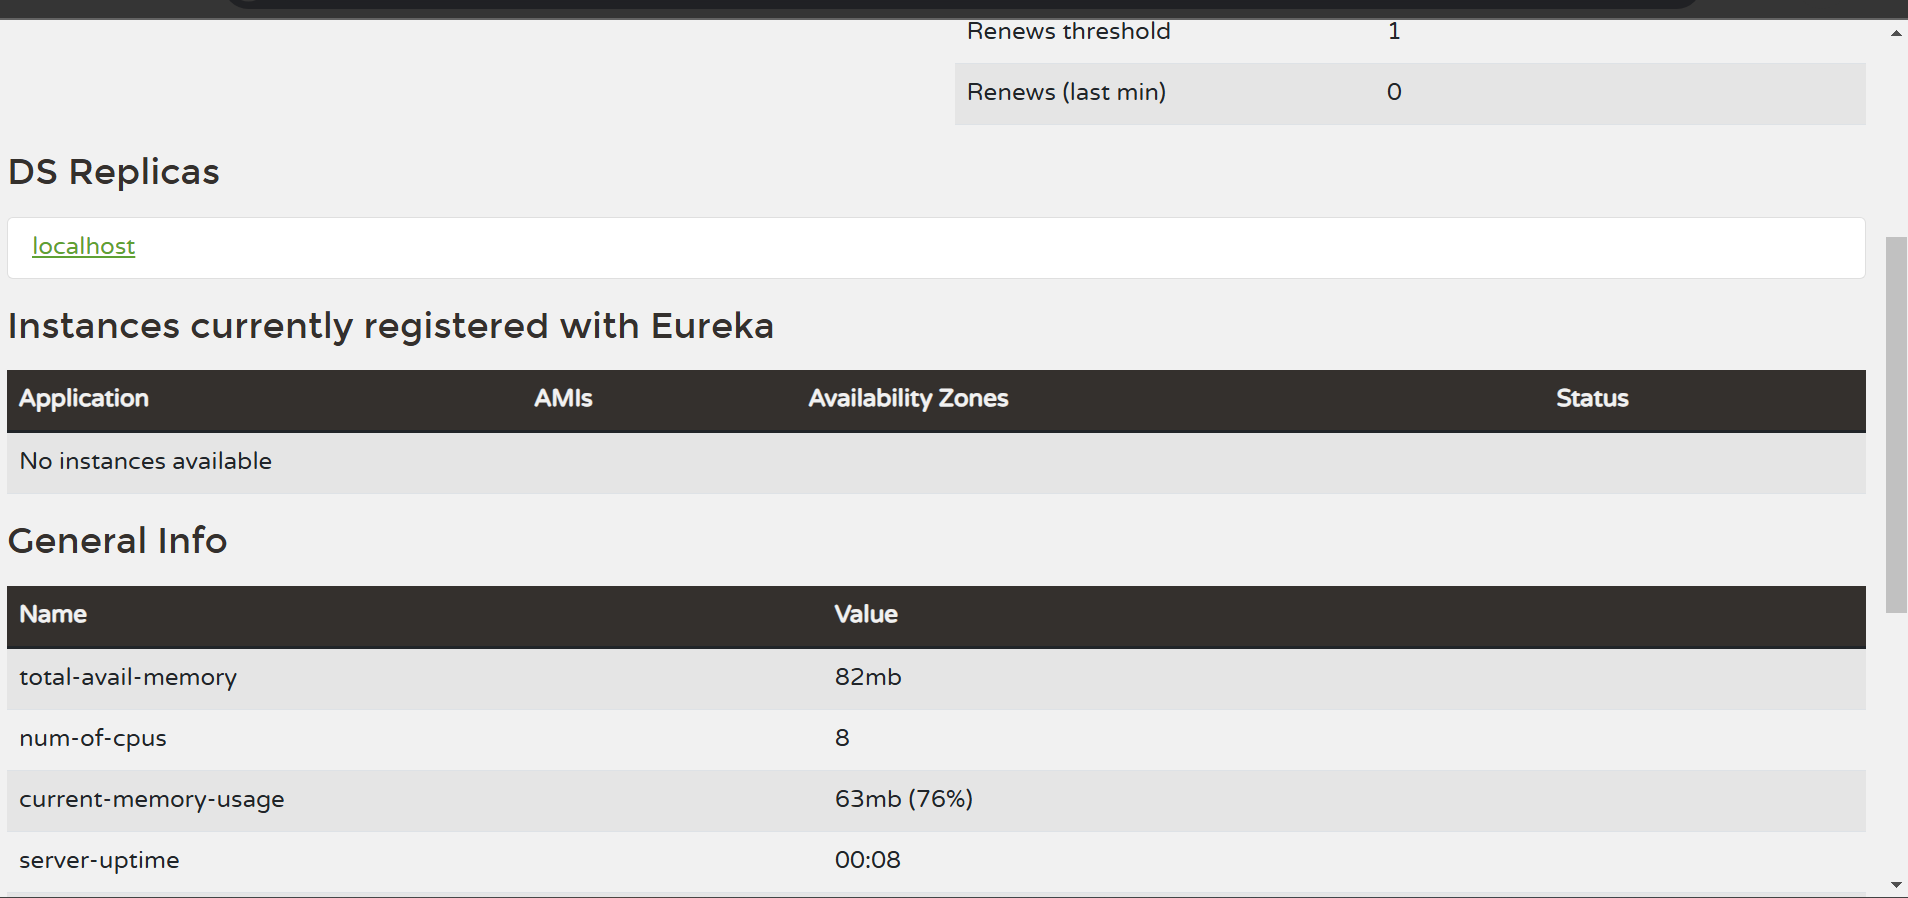 Renews threshold 1
Renews (last min) 0
DS Replicas
localhost
Instances currently registered with Eureka
Application AMIs Availability Zones Status
No instances available
General Info
Name Value
total-avail-memory 82mb
num-of-cpus 8
current-memory-usage 63mb (76%)
server-uptime 00:08